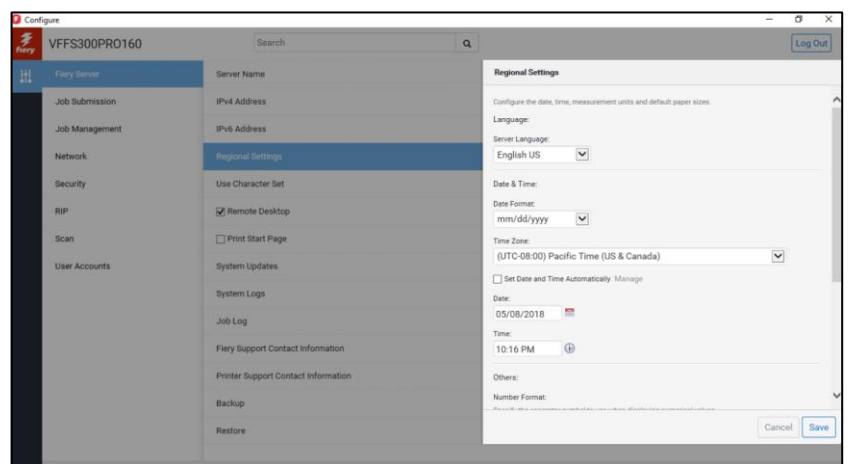 Configure
fiery
VFFS300PRO160
Search
Log Out
Fiery Server
Job Submission
Job Management
Network
Security
RIP
Scan
User Accounts
Server Name
IPv4 Address
IPv6 Address
Regional Settings
Use Character Set
Remote Desktop
Print Start Page
System Updates
System Logs
Job Log
Fiery Support Contact Information
Printer Support Contact Information
Backup
Restore
Regional Settings
Configure the date, time, measurement units and default paper sizes.
Language:
Server Language:
English US
Date & Time:
Date Format:
mm/dd/yyyy
Time Zone:
(UTC-08:00) Pacific Time (US & Canada)
Set Date and Time Automatically Manage
Date:
05/08/2018
Time:
10:16 PM
Others:
Number Format:
Cancel
Save